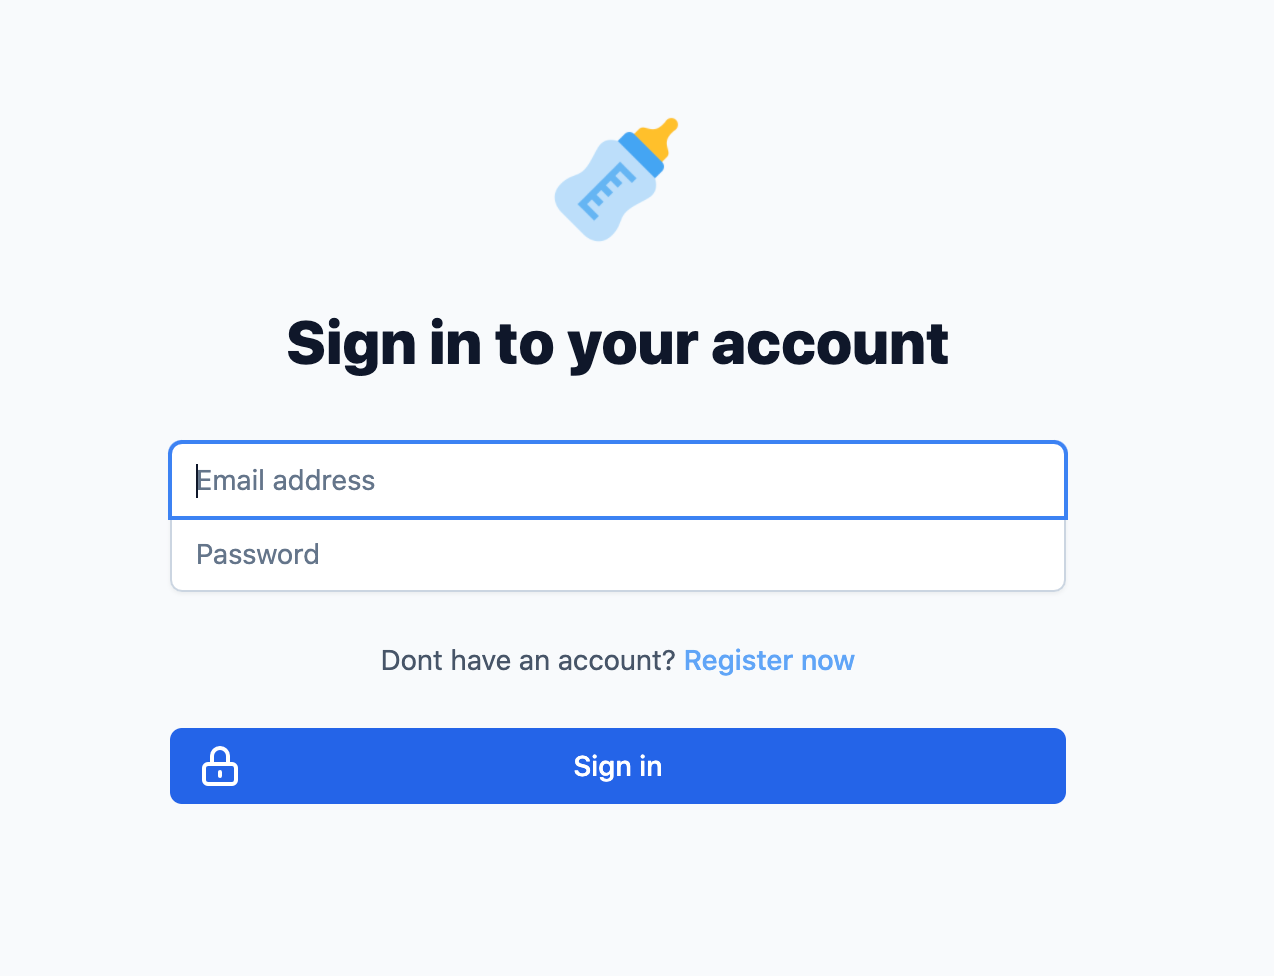 Sign in to your account
Email address
Password
Dont have an account? Register now
Sign in